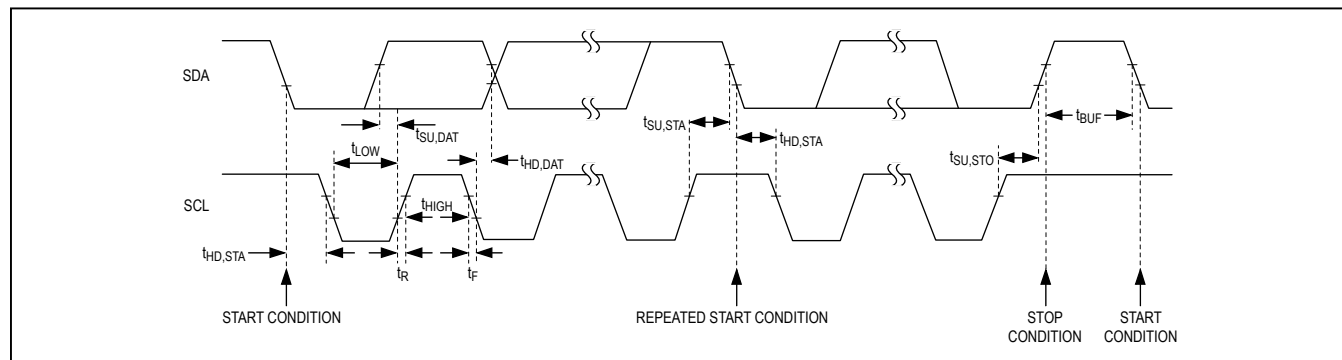 SDA
tSU,DAT
tLOW
tHD,DAT
tSU,STA
tHD,STA
tBUF
tSU,STO
SCL
tHIGH
tHD,STA
tR
tF
START CONDITION
REPEATED START CONDITION
STOP
CONDITION
START
CONDITION